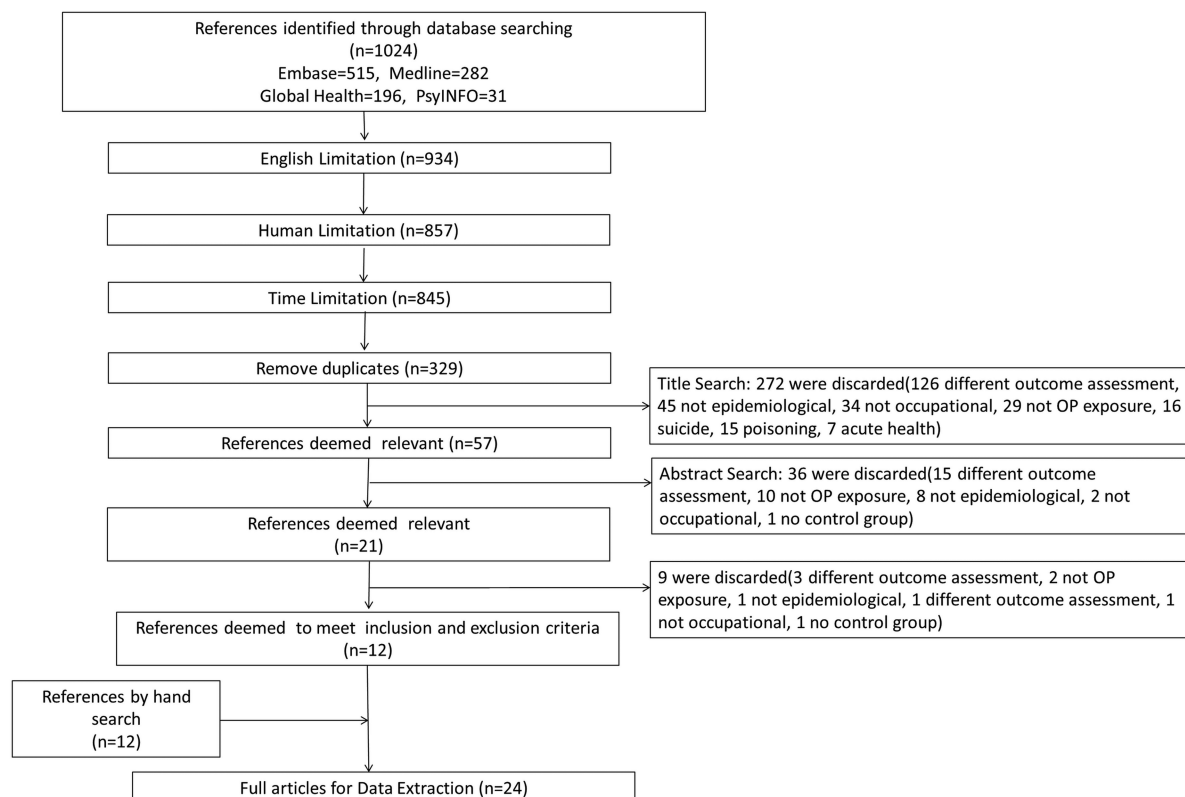 References identified through database searching
(n=1024)
Embase=515, Medline=282
Global Health=196, PsyINFO=31
English Limitation (n=934)
Human Limitation (n=857)
Time Limitation (n=845)
Remove duplicates (n=329)
Title Search: 272 were discarded(126 different outcome assessment,
45 not epidemiological, 34 not occupational, 29 not OP exposure, 16
suicide, 15 poisoning, 7 acute health)
References deemed relevant (n=57)
Abstract Search: 36 were discarded(15 different outcome
assessment, 10 not OP exposure, 8 not epidemiological, 2 not
occupational, 1 no control group)
References deemed relevant
(n=21)
9 were discarded(3 different outcome assessment, 2 not OP
exposure, 1 not epidemiological, 1 different outcome assessment, 1
not occupational, 1 no control group)
References deemed to meet inclusion and exclusion criteria
(n=12)
References by hand
search
(n=12)
Full articles for Data Extraction (n=24)